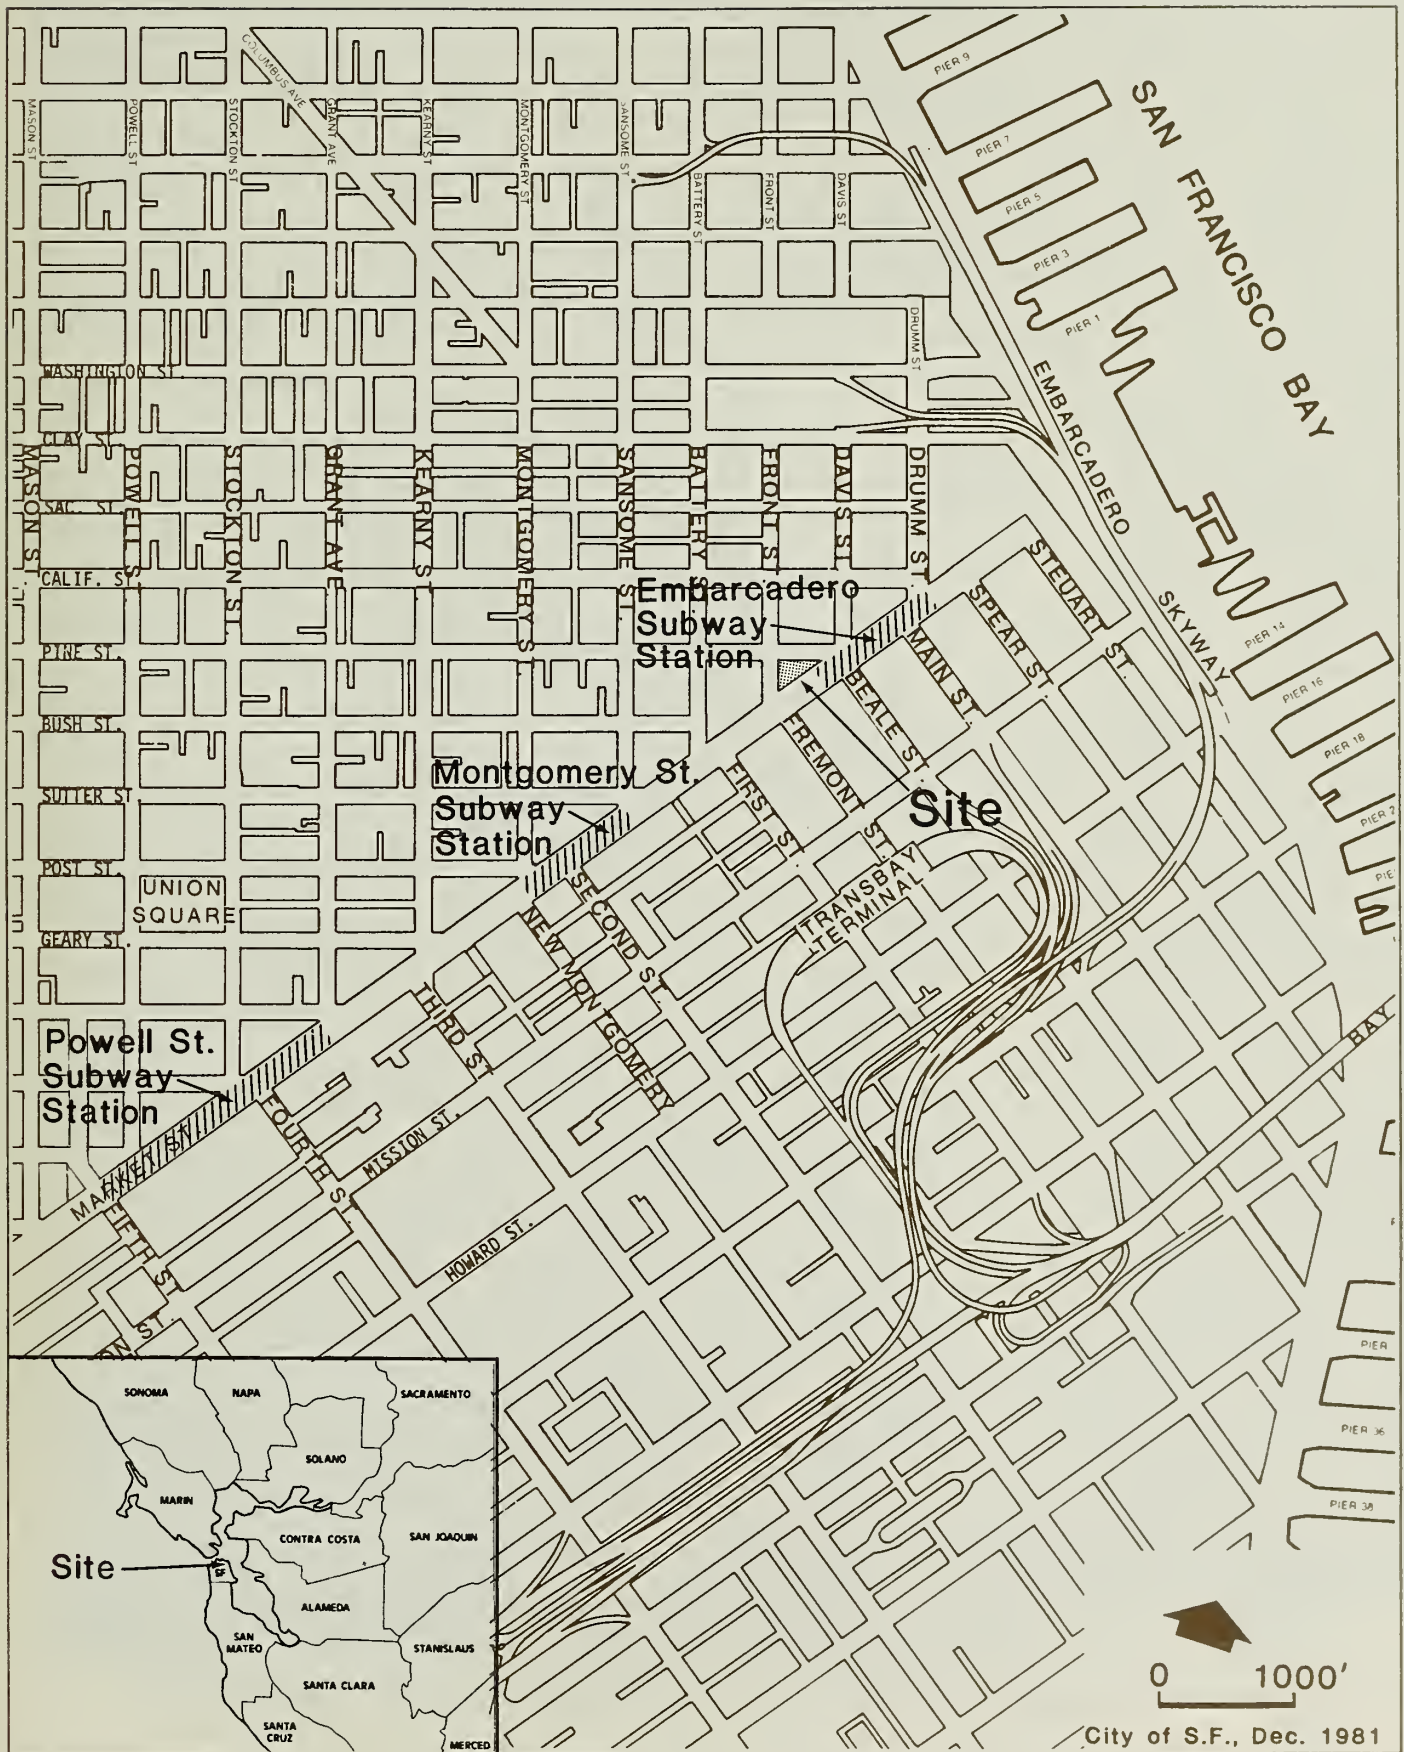 COLUMBUS AVE
MASON ST
POWELL ST
STOCKTON ST
GRANT AVE
KEARNY ST
MONTGOMERY ST
SANSOME ST
BATTERY ST
FRONT ST
DAVIS ST
DRUMM ST
PIER 9
PIER 7
PIER 5
PIER 3
PIER 1
SAN FRANCISCO BAY
EMBARCADERO
SKYWAY
WASHINGTON ST.
CLAY ST.
SAC. ST.
CALIF. ST.
PINE ST.
BUSH ST.
SUTTER ST.
POST ST.
GEARY ST.
MASON ST.
POWELL ST.
STOCKTON ST.
GRANT AVE
KEARNY ST.
MONTGOMERY ST.
SANSOME ST.
BATTERY S
FRONT ST.
DAVIS ST.
DRUMM ST.
Embarcadero
Subway
Station
STEUART ST.
SPEAR ST.
MAIN ST.
BEALE ST.
FREMONT ST.
FIRST ST.
Site
PIER 14
PIER 16
PIER 18
PIER 2
PIE
Montgomery St.
Subway
Station
UNION
SQUARE
TRANSBAY
TERMINAL
SECOND ST.
NEW MONTGOMERY
THIRD ST.
BAY
Powell St.
Subway
Station
MARKET ST.
FOURTH ST.
FIFTH ST.
MISSION ST.
HOWARD ST.
ON ST.
PIER
PIER 36
PIER 38
SONOMA
NAPA
SACRAMENTO
SOLANO
MARIN
CONTRA COSTA
SAN JOAQUIN
Site
SF
ALAMEDA
SAN
MATEO
STANISLAUS
SANTA CLARA
SANTA
CRUZ
MERCED
0 1000'
City of S.F., Dec. 1981